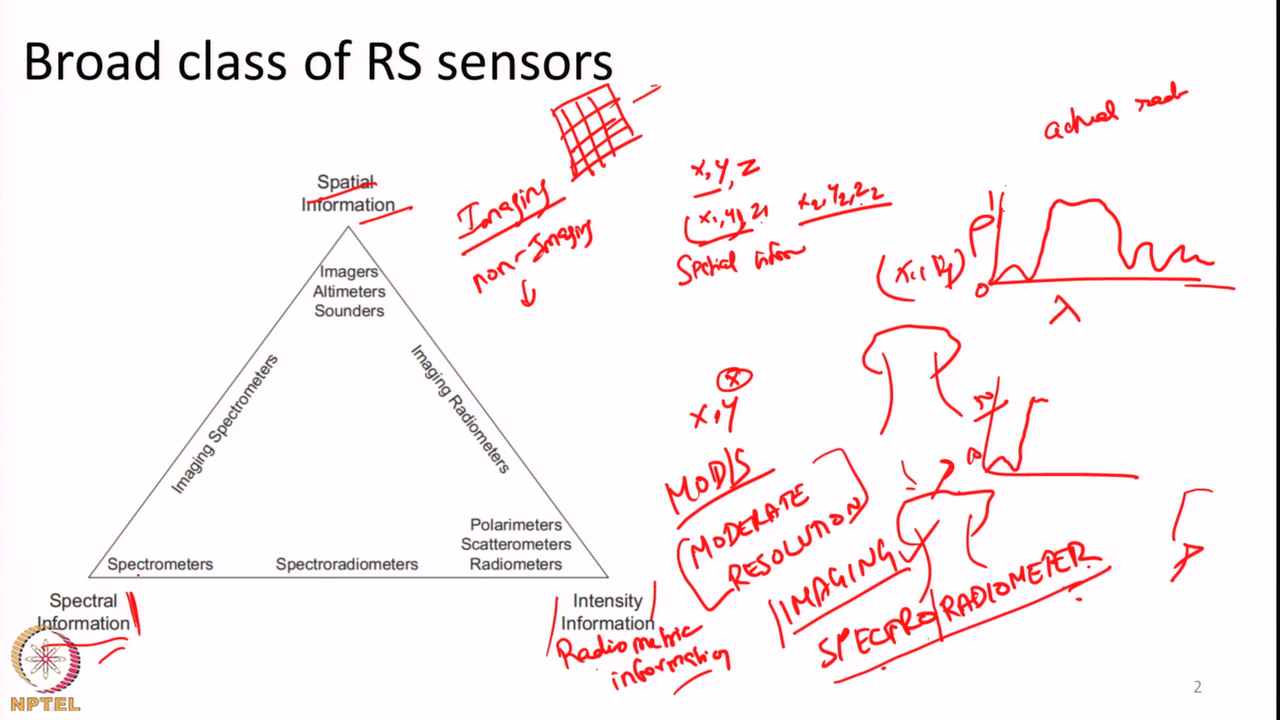 Broad class of RS sensors
actual
Spatial
Information
Imaging
non-Imaging
x, y, z
x1, y1, z1 x2, y2, z2
Spatial infor
ρ
λ
0
Imagers
Altimeters
Sounders
Imaging Spectrometers
Imaging Radiometers
x, y
MODIS
MODERATE
RESOLUTION
IMAGING
SPECTRO RADIOMETER
Polarimeters
Scatterometers
Spectrometers Spectroradiometers Radiometers
Spectral
Information
Intensity
Information
Radiometric
information
NPTEL
2